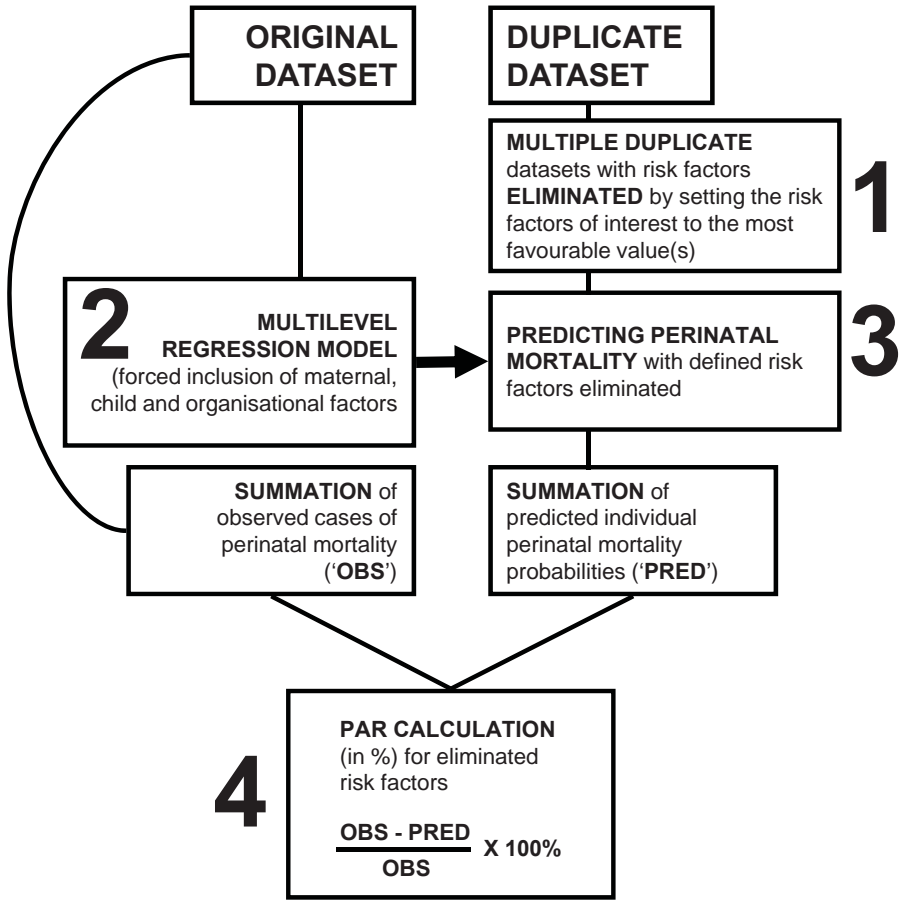 ORIGINAL
DATASET
DUPLICATE
DATASET
MULTIPLE DUPLICATE
datasets with risk factors
ELIMINATED by setting the risk
factors of interest to the most
favourable value(s)
1
2
MULTILEVEL
REGRESSION MODEL
(forced inclusion of maternal,
child and organisational factors
PREDICTING PERINATAL
MORTALITY with defined risk
factors eliminated
3
SUMMATION of
observed cases of
perinatal mortality
(‘OBS’)
SUMMATION of
predicted individual
perinatal mortality
probabilities (‘PRED’)
4
PAR CALCULATION
(in %) for eliminated
risk factors
OBS - PRED
OBS
X 100%